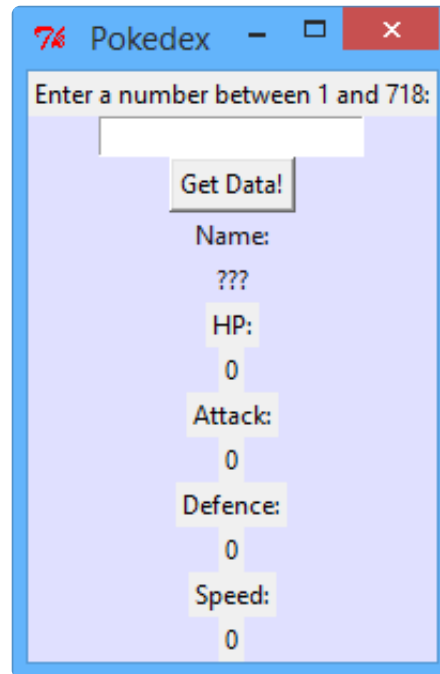 Pokedex
Enter a number between 1 and 718:
Get Data!
Name:
???
HP:
0
Attack:
0
Defence:
0
Speed:
0